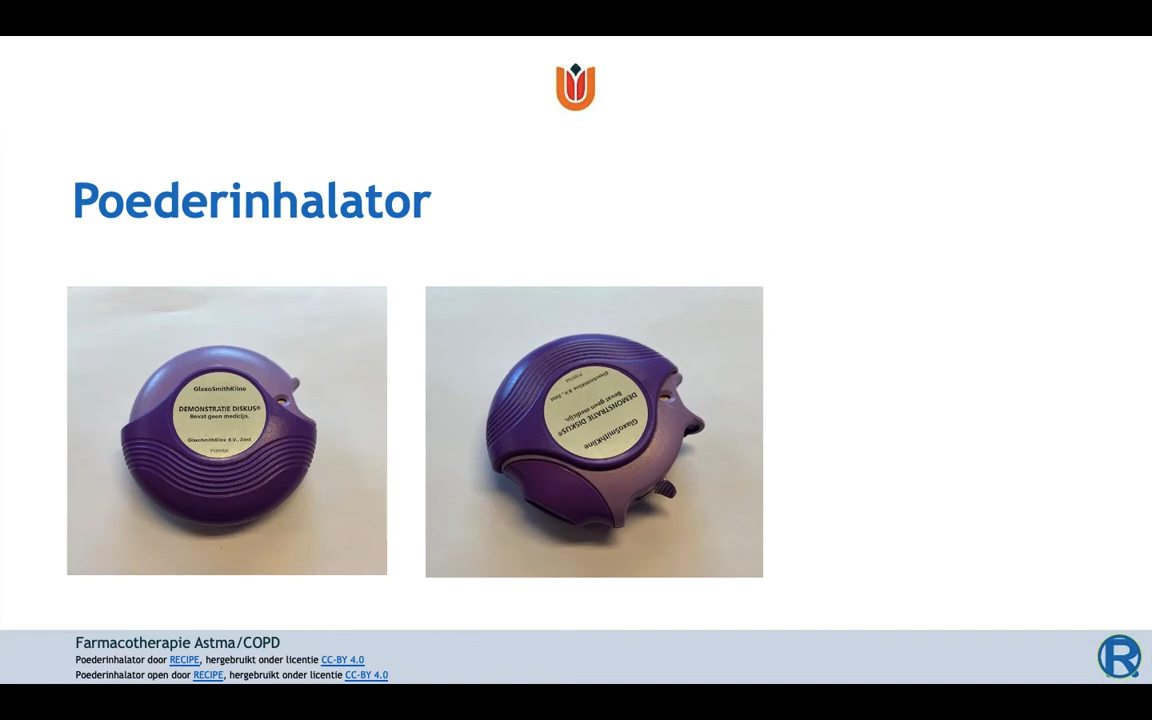 Poederinhalator
GlaxoSmithKline
DEMONSTRATIE DISKUS®
Bevat geen medicijn.
GlaxoSmithKline B.V., Zeist
GlaxoSmithKline
DEMONSTRATIE DISKUS®
Bevat geen medicijn.
GlaxoSmithKline B.V., Zeist
Farmacotherapie Astma/COPD
Poederinhalator door RECIPE, hergebruikt onder licentie CC-BY 4.0
Poederinhalator open door RECIPE, hergebruikt onder licentie CC-BY 4.0
R